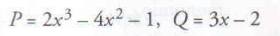 P = 2x³ – 4x² – 1, Q = 3x – 2